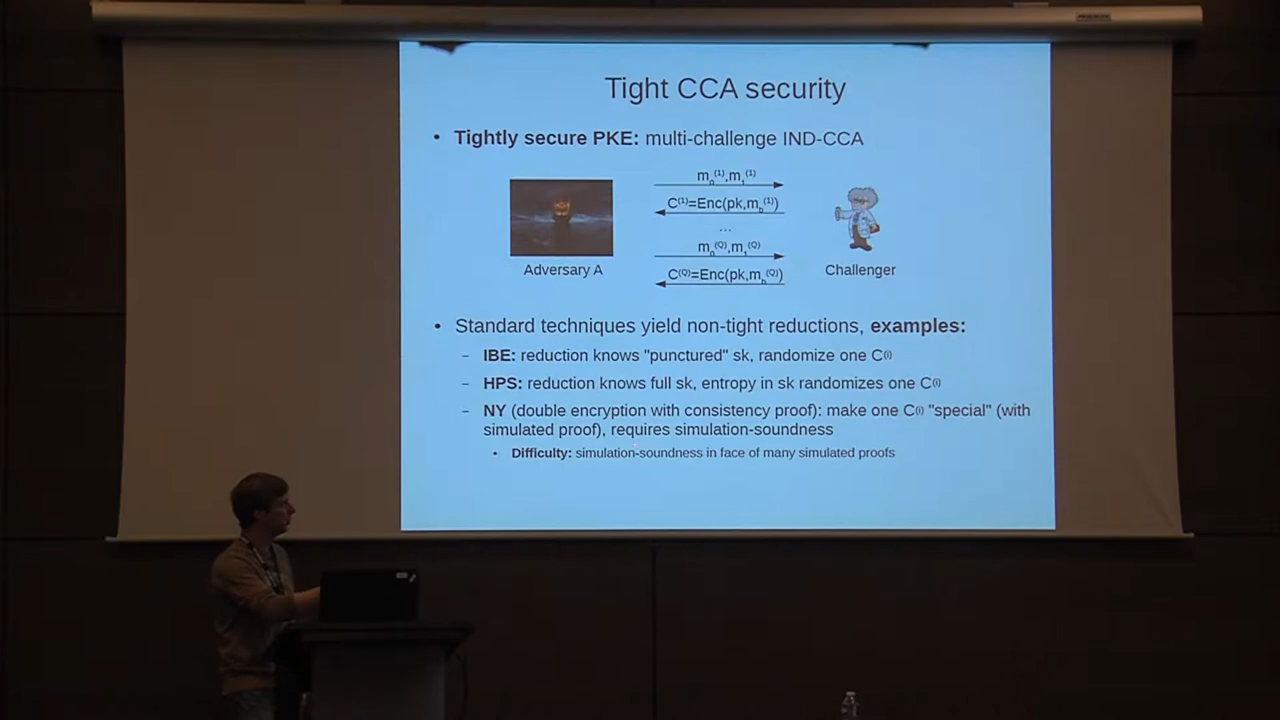 Tight CCA security
• Tightly secure PKE: multi-challenge IND-CCA
m₀⁽¹⁾,m₁⁽¹⁾
C⁽¹⁾=Enc(pk,m_b⁽¹⁾)
...
m₀^(Q),m₁^(Q)
C^(Q)=Enc(pk,m_b^(Q))
Adversary A
Challenger
• Standard techniques yield non-tight reductions, examples:
– IBE: reduction knows "punctured" sk, randomize one C⁽ⁱ⁾
– HPS: reduction knows full sk, entropy in sk randomizes one C⁽ⁱ⁾
– NY (double encryption with consistency proof): make one C⁽ⁱ⁾ "special" (with
simulated proof), requires simulation-soundness
• Difficulty: simulation-soundness in face of many simulated proofs